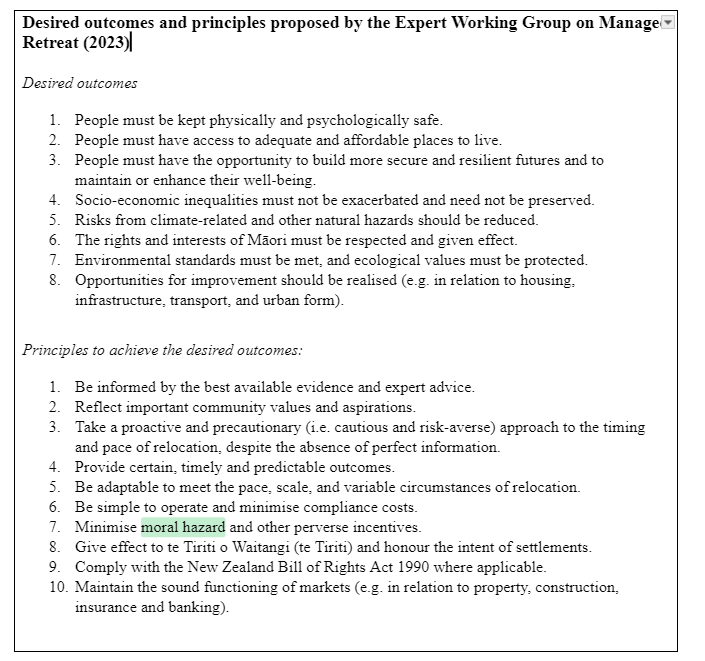 Desired outcomes and principles proposed by the Expert Working Group on Manage
Retreat (2023)
Desired outcomes
1. People must be kept physically and psychologically safe.
2. People must have access to adequate and affordable places to live.
3. People must have the opportunity to build more secure and resilient futures and to
maintain or enhance their well-being.
4. Socio-economic inequalities must not be exacerbated and need not be preserved.
5. Risks from climate-related and other natural hazards should be reduced.
6. The rights and interests of Māori must be respected and given effect.
7. Environmental standards must be met, and ecological values must be protected.
8. Opportunities for improvement should be realised (e.g. in relation to housing,
infrastructure, transport, and urban form).
Principles to achieve the desired outcomes:
1. Be informed by the best available evidence and expert advice.
2. Reflect important community values and aspirations.
3. Take a proactive and precautionary (i.e. cautious and risk-averse) approach to the timing
and pace of relocation, despite the absence of perfect information.
4. Provide certain, timely and predictable outcomes.
5. Be adaptable to meet the pace, scale, and variable circumstances of relocation.
6. Be simple to operate and minimise compliance costs.
7. Minimise moral hazard and other perverse incentives.
8. Give effect to te Tiriti o Waitangi (te Tiriti) and honour the intent of settlements.
9. Comply with the New Zealand Bill of Rights Act 1990 where applicable.
10. Maintain the sound functioning of markets (e.g. in relation to property, construction,
insurance and banking).